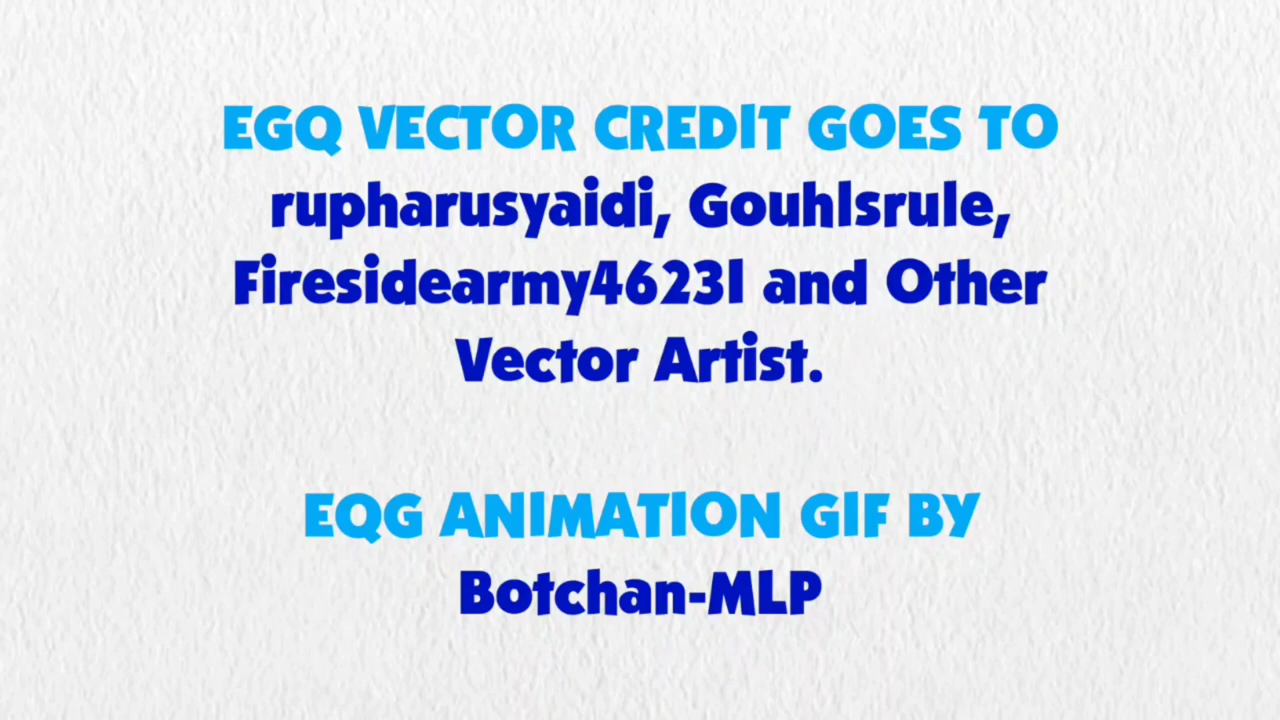 EGQ VECTOR CREDIT GOES TO
rupharusyaidi, Gouhlsrule,
Firesidearmy46231 and Other
Vector Artist.
EQG ANIMATION GIF BY
Botchan-MLP